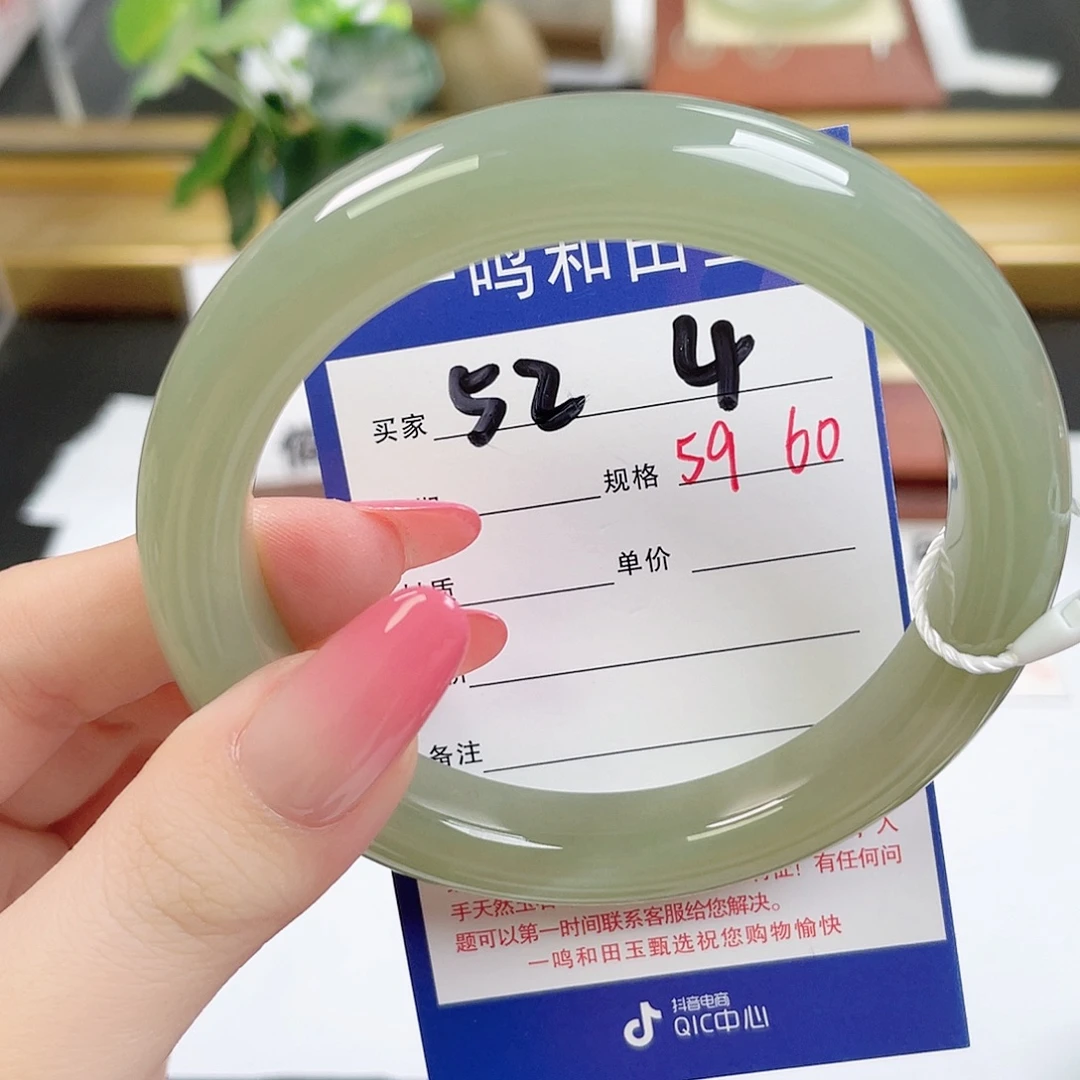 鸣和田玉
买家 52 4
规格 59 60
单价
备注
，入
手天然玉石 有任何问
题可以第一时间联系客服给您解决。
一鸣和田玉甄选祝您购物愉快
抖音电商
QIC中心